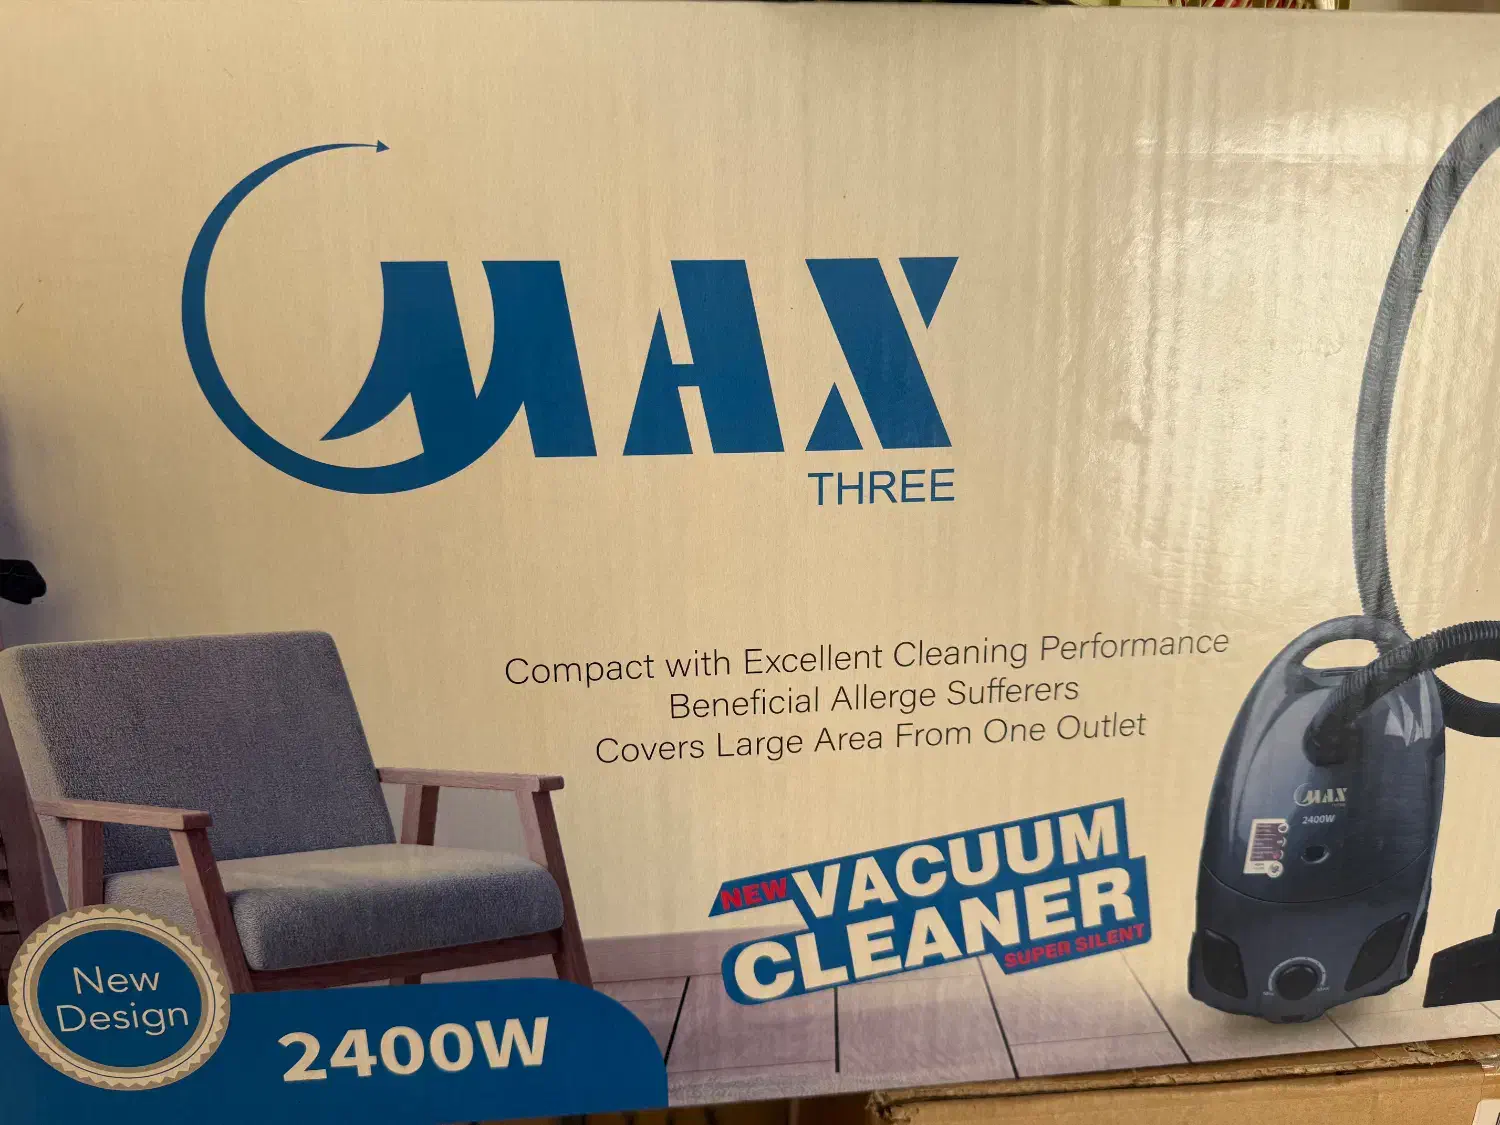 MAX
THREE
Compact with Excellent Cleaning Performance
Beneficial Allerge Sufferers
Covers Large Area From One Outlet
NEW VACUUM
CLEANER
SUPER SILENT
MAX
2400W
New
Design
2400W